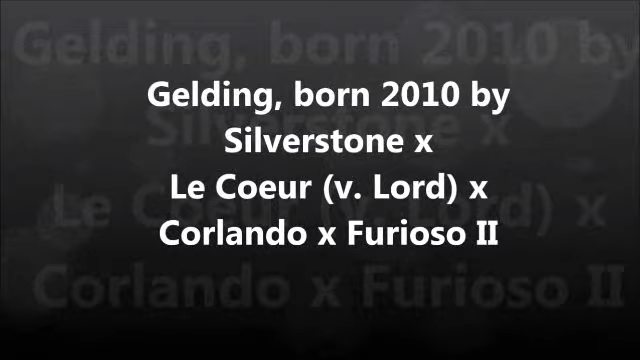 Gelding, born 2010 by
Silverstone x
Le Coeur (v. Lord) x
Corlando x Furioso II